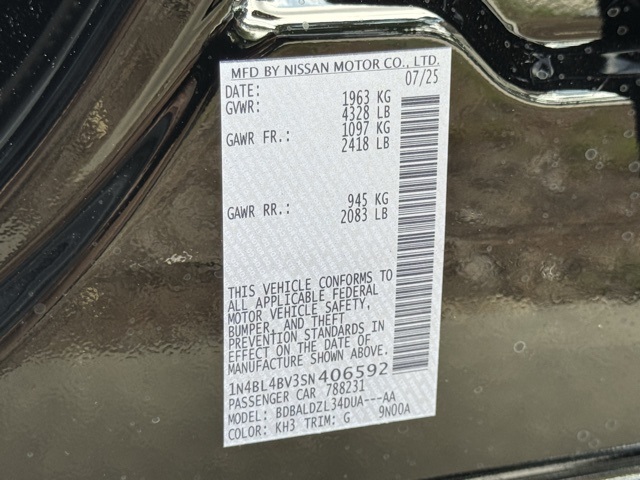 MFD BY NISSAN MOTOR CO., LTD.
DATE: 07/25
GVWR: 1963 KG
4328 LB
GAWR FR.: 1097 KG
2418 LB
GAWR RR.: 945 KG
2083 LB
THIS VEHICLE CONFORMS TO
ALL APPLICABLE FEDERAL
MOTOR VEHICLE SAFETY,
BUMPER, AND THEFT
PREVENTION STANDARDS IN
EFFECT ON THE DATE OF
MANUFACTURE SHOWN ABOVE.
1N4BL4BV3SN406592
PASSENGER CAR 788231
MODEL: BDBALDZL34DUA---AA
COLOR: KH3 TRIM: G 9N00A